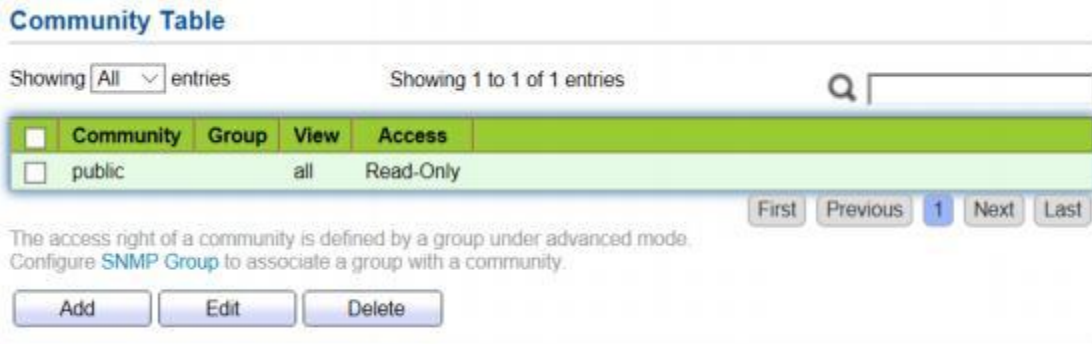 Community Table
Showing All entries Showing 1 to 1 of 1 entries
Community Group View Access
public all Read-Only
First Previous 1 Next Last
The access right of a community is defined by a group under advanced mode.
Configure SNMP Group to associate a group with a community.
Add Edit Delete